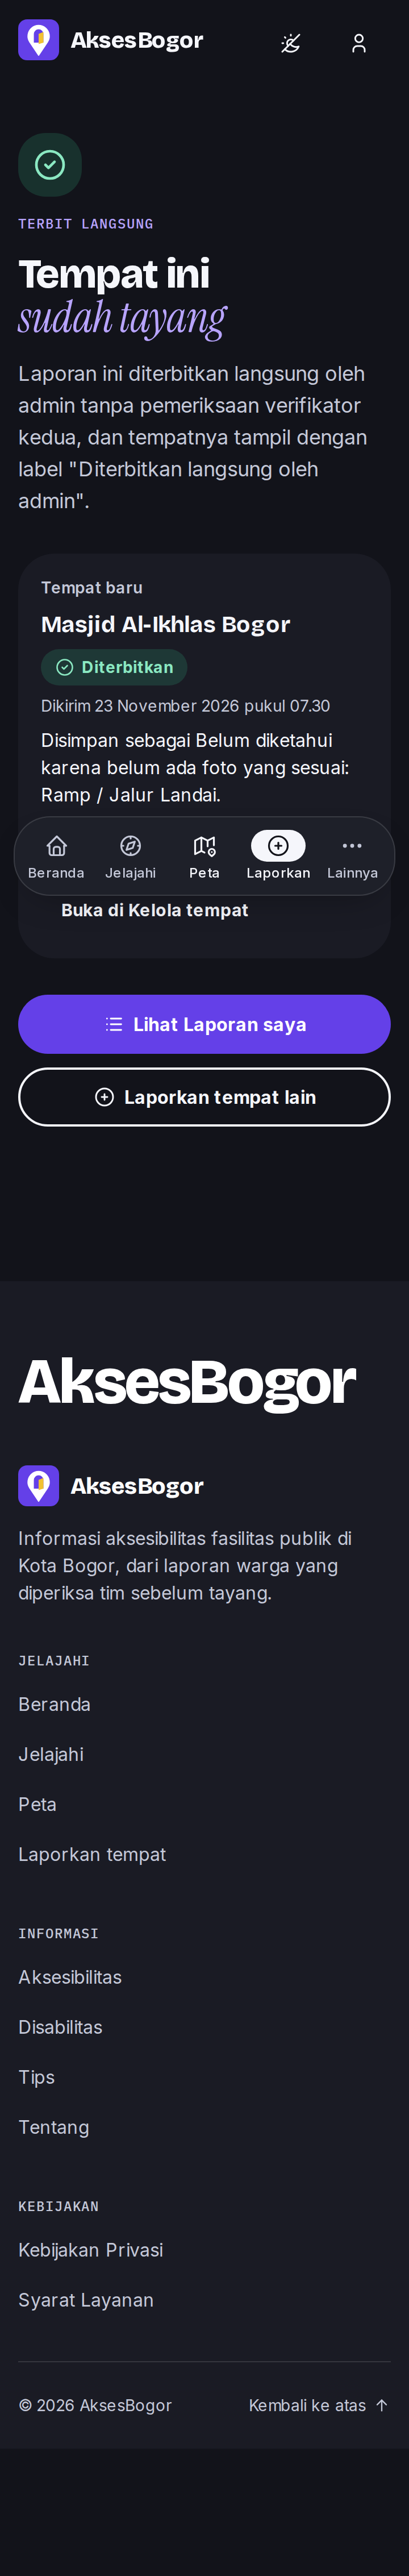 AksesBogor
TERBIT LANGSUNG
Tempat ini
sudah tayang
Laporan ini diterbitkan langsung oleh
admin tanpa pemeriksaan verifikator
kedua, dan tempatnya tampil dengan
label "Diterbitkan langsung oleh
admin".
Tempat baru
Masjid Al-Ikhlas Bogor
Diterbitkan
Dikirim 23 November 2026 pukul 07.30
Disimpan sebagai Belum diketahui
karena belum ada foto yang sesuai:
Ramp / Jalur Landai.
Beranda Jelajahi Peta Laporkan Lainnya
Buka di Kelola tempat
Lihat Laporan saya
Laporkan tempat lain
AksesBogor
AksesBogor
Informasi aksesibilitas fasilitas publik di
Kota Bogor, dari laporan warga yang
diperiksa tim sebelum tayang.
JELAJAHI
Beranda
Jelajahi
Peta
Laporkan tempat
INFORMASI
Aksesibilitas
Disabilitas
Tips
Tentang
KEBIJAKAN
Kebijakan Privasi
Syarat Layanan
© 2026 AksesBogor Kembali ke atas ↑